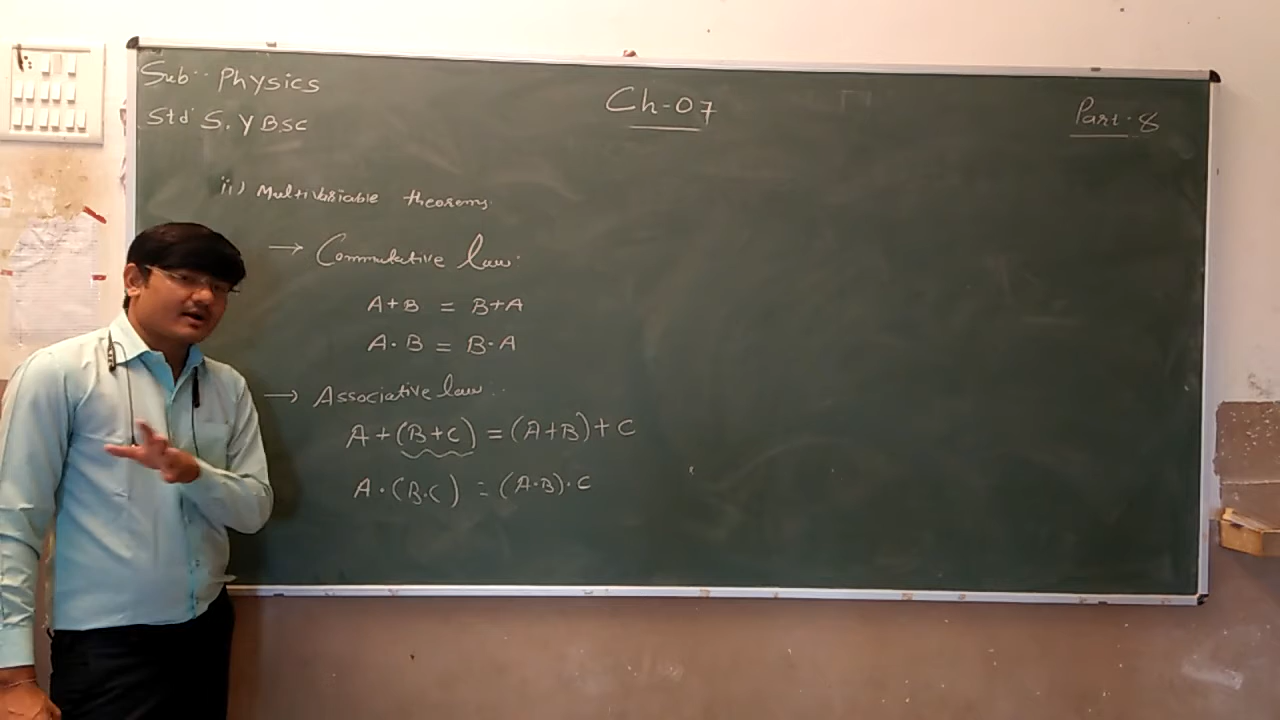 Sub: Physics
Std S.Y BSC
Ch-07
Part-8
ii) Multivariable theorems.
→ Commutative law.
A+B = B+A
A·B = B·A
→ Associative law..
A+(B+C) = (A+B)+C
A·(B·C) = (A·B)·C